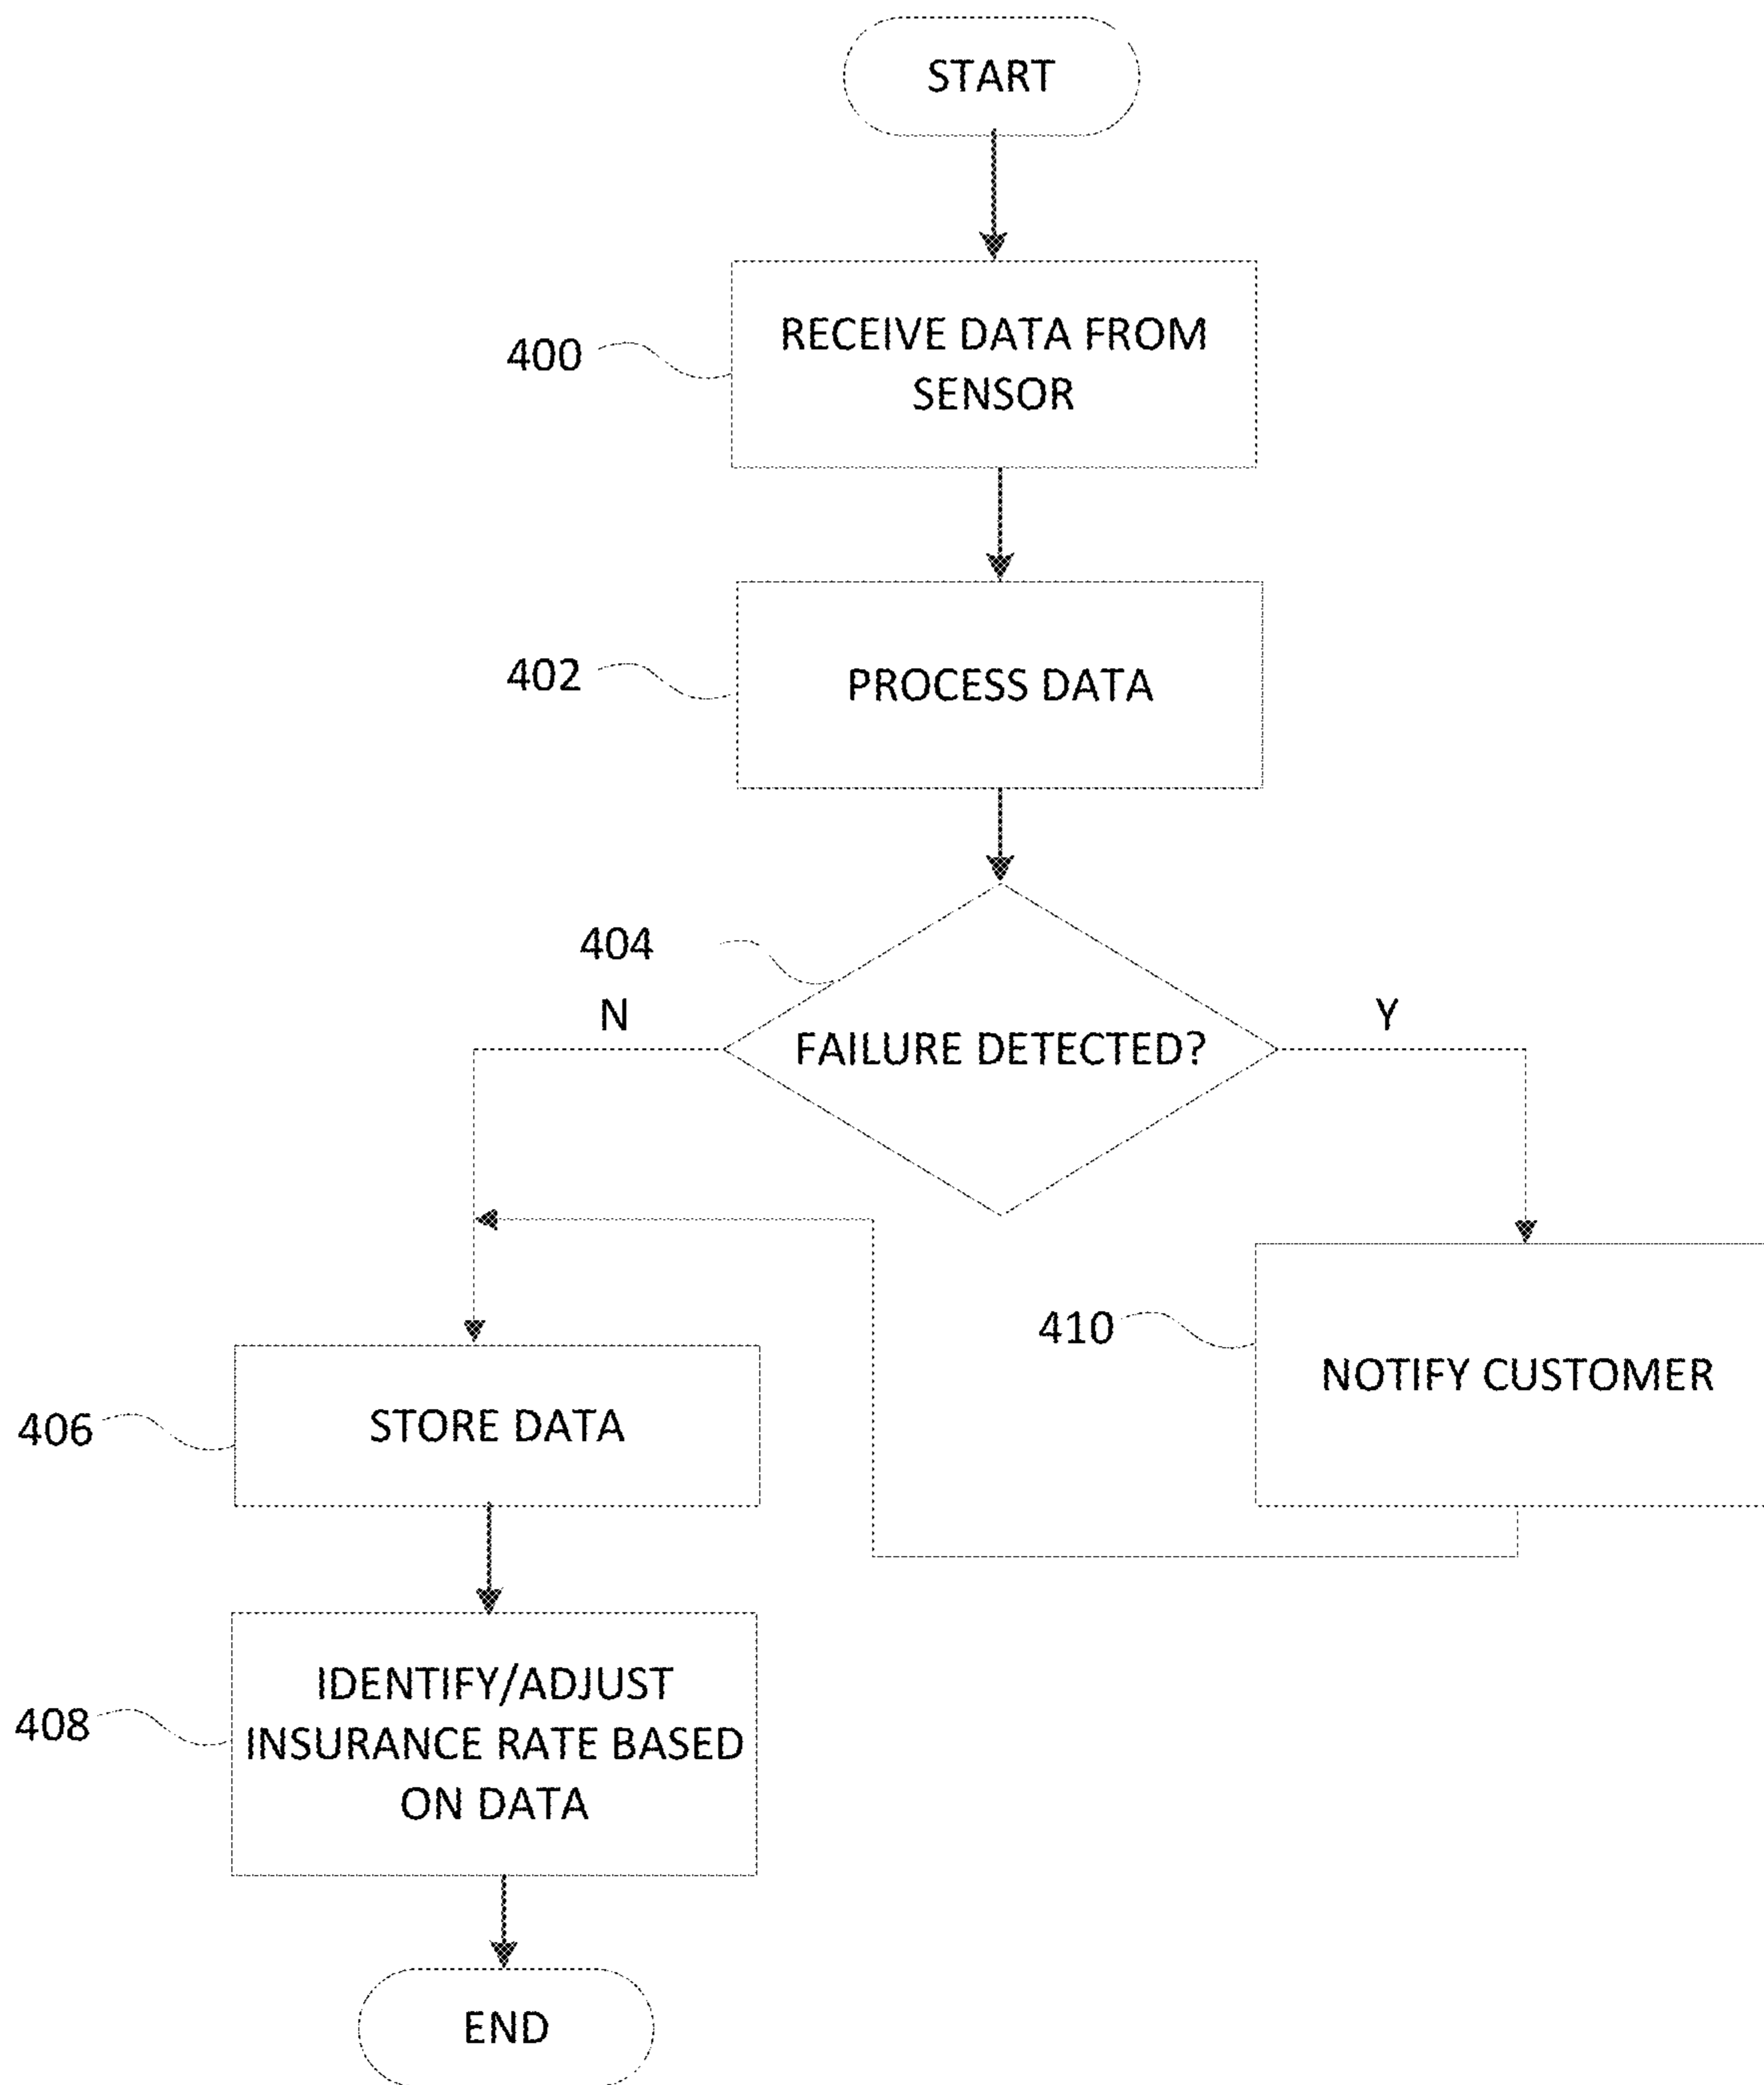 START
400
RECEIVE DATA FROM
SENSOR
402
PROCESS DATA
404
N
Y
FAILURE DETECTED?
410
NOTIFY CUSTOMER
406
STORE DATA
408
IDENTIFY/ADJUST
INSURANCE RATE BASED
ON DATA
END